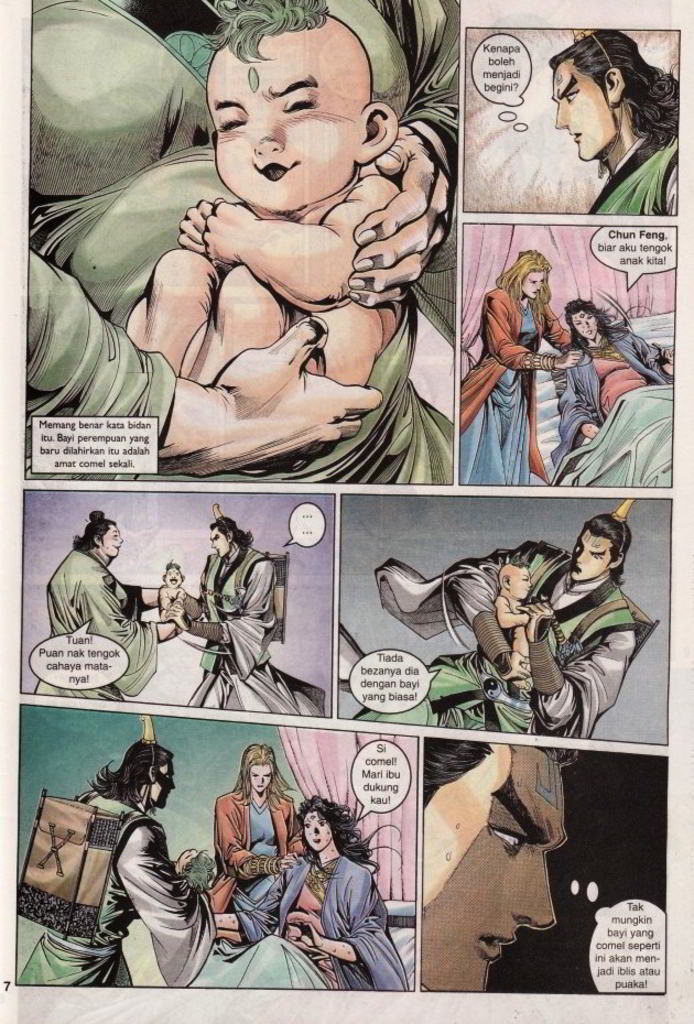 Kenapa
boleh
menjadi
begini?
Chun Feng,
biar aku tengok
anak kita!
Memang benar kata bidan
itu. Bayi perempuan yang
baru dilahirkan itu adalah
amat comel sekali.
...
...
Tuan!
Puan nak tengok
cahaya mata-
nya!
Tiada
bezanya dia
dengan bayi
yang biasa!
Si
comel!
Mari ibu
dukung
kau!
Tak
mungkin
bayi yang
comel seperti
ini akan men-
jadi iblis atau
puaka!
7